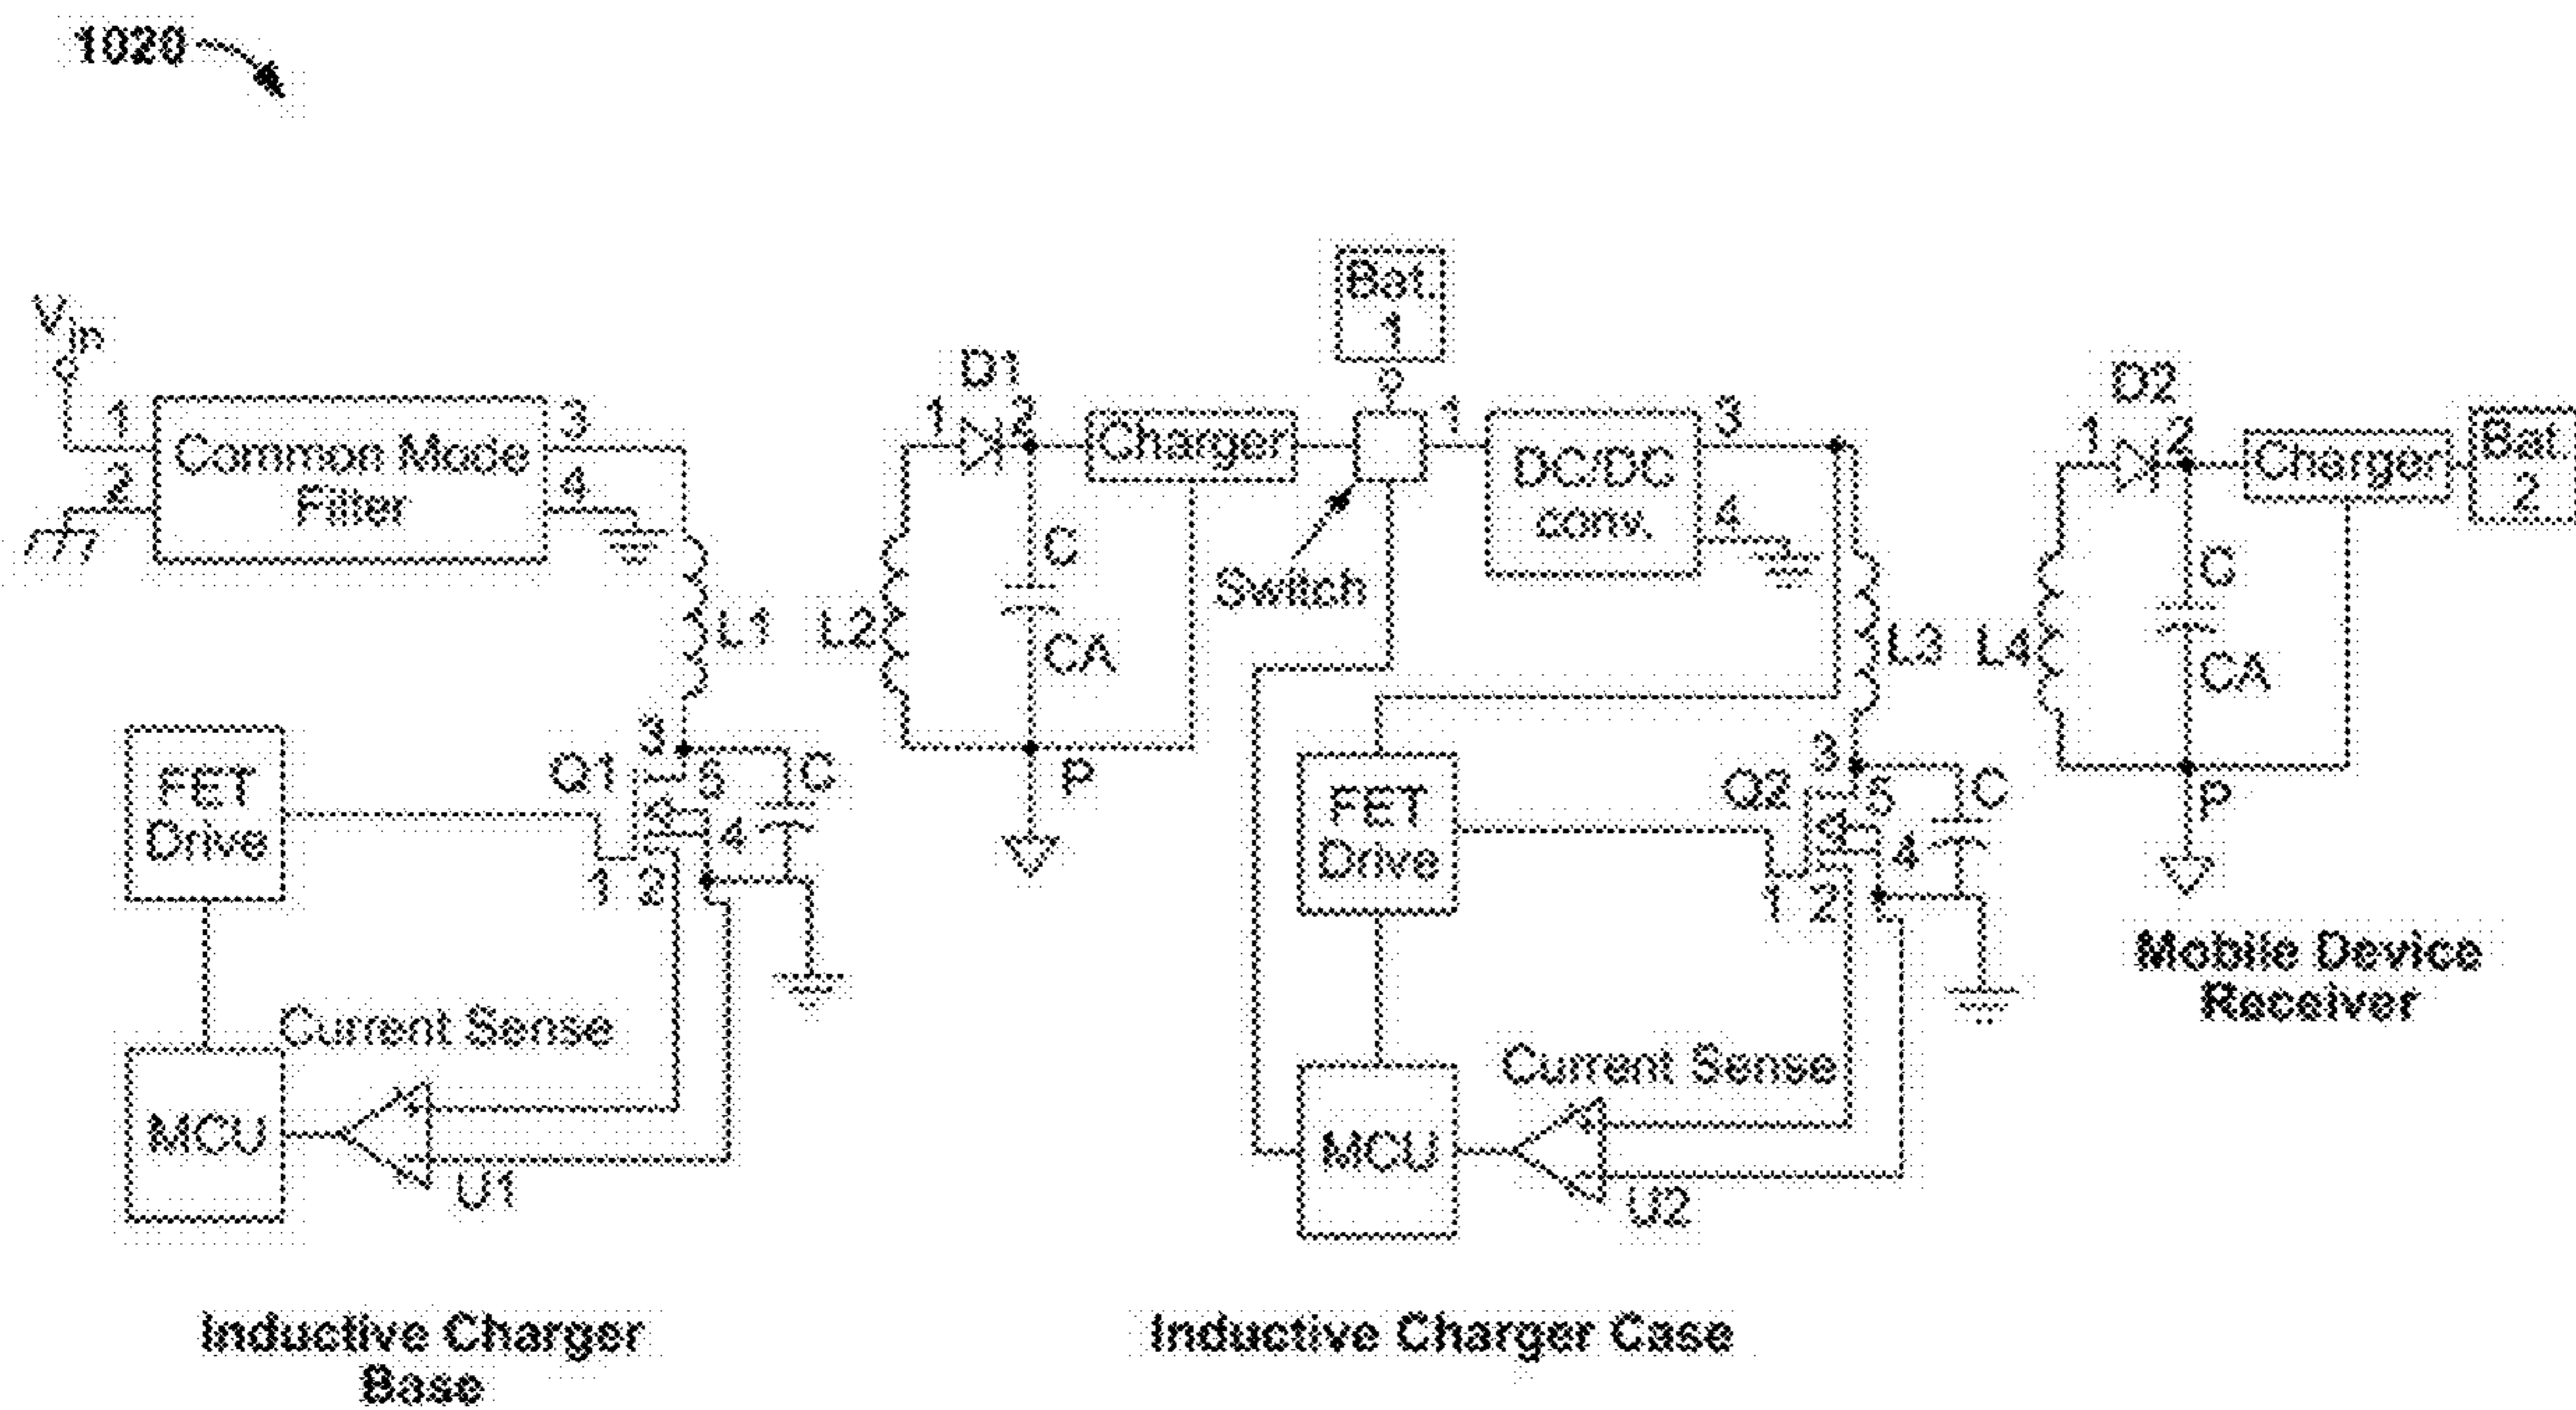 1020
Vin
1
2
Common Mode
Filter
3
4
L1
FET
Drive
Q1
3
5
4
1 2
C
Current Sense
MCU
U1
Inductive Charger
Base
L2
D1
1
2
C
CA
P
Charger
Switch
Bat.
1
2
1
DC/DC
conv.
3
4
L3
FET
Drive
Q2
3
5
4
1 2
C
Current Sense
MCU
U2
Inductive Charger Case
L4
D2
1
2
C
CA
P
Charger
Bat.
2
Mobile Device
Receiver